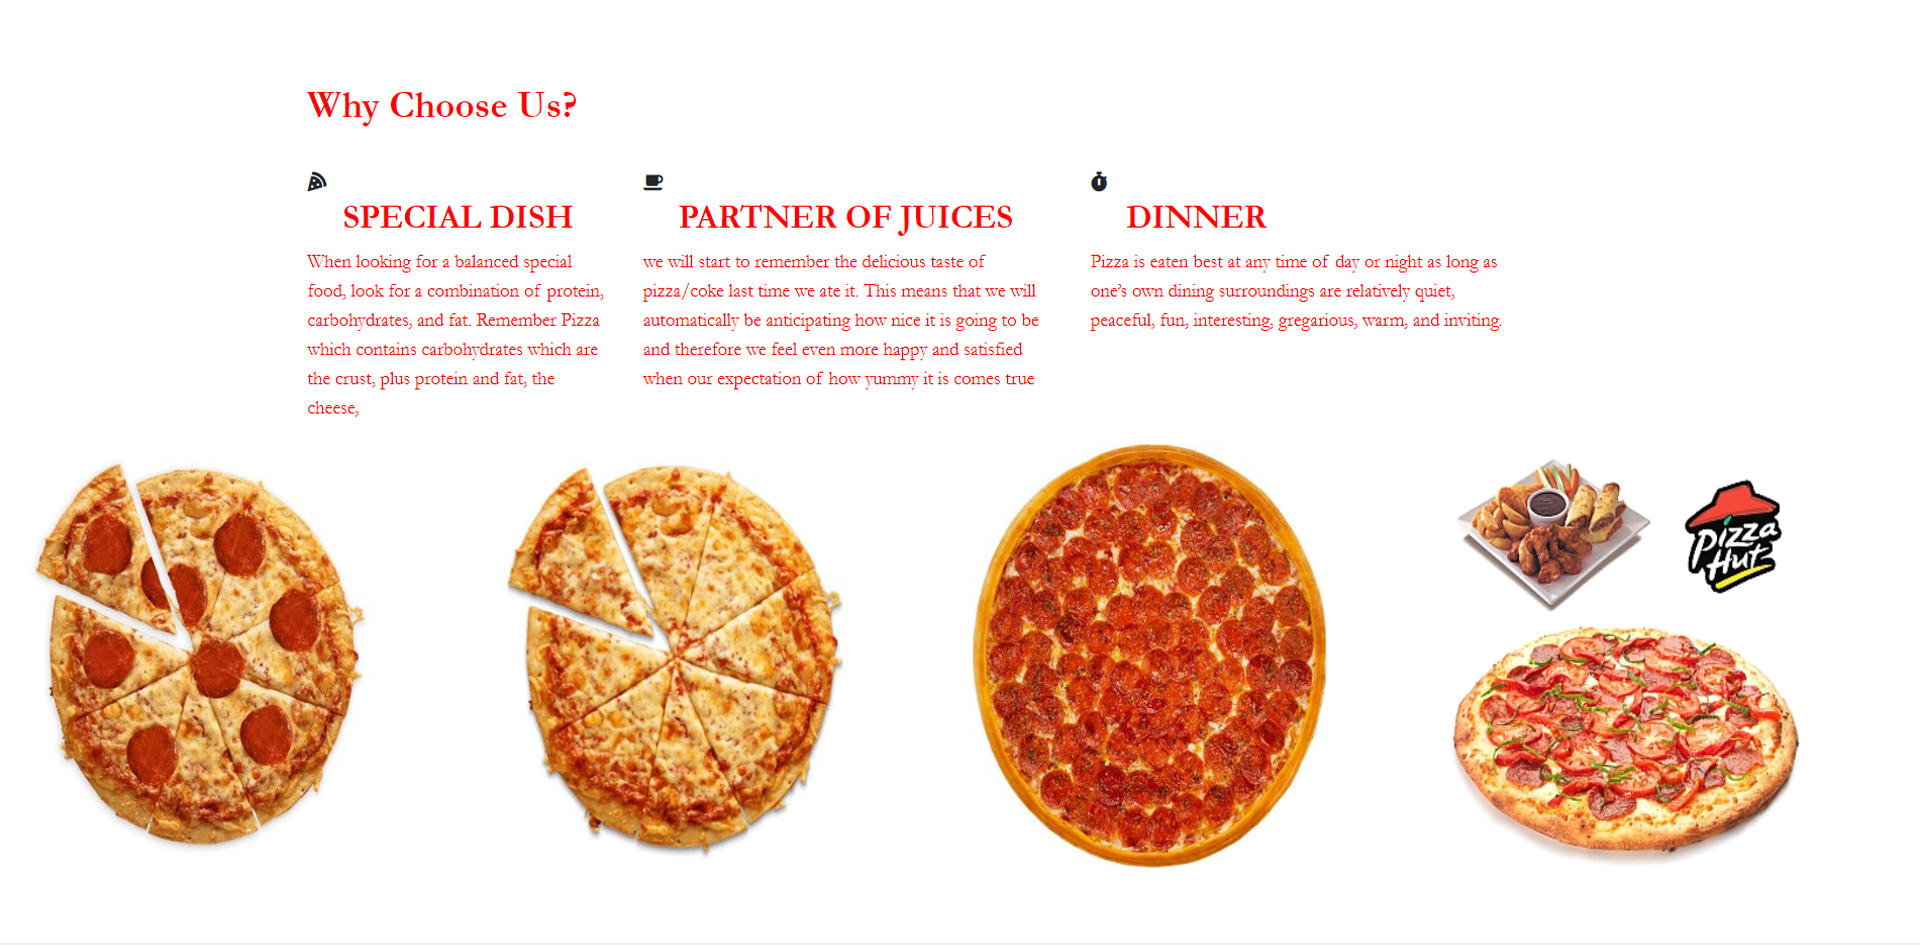 Why Choose Us?
SPECIAL DISH
When looking for a balanced special
food, look for a combination of protein,
carbohydrates, and fat. Remember Pizza
which contains carbohydrates which are
the crust, plus protein and fat, the
cheese,
PARTNER OF JUICES
we will start to remember the delicious taste of
pizza/coke last time we ate it. This means that we will
automatically be anticipating how nice it is going to be
and therefore we feel even more happy and satisfied
when our expectation of how yummy it is comes true
DINNER
Pizza is eaten best at any time of day or night as long as
one’s own dining surroundings are relatively quiet,
peaceful, fun, interesting, gregarious, warm, and inviting.
Pizza
Hut